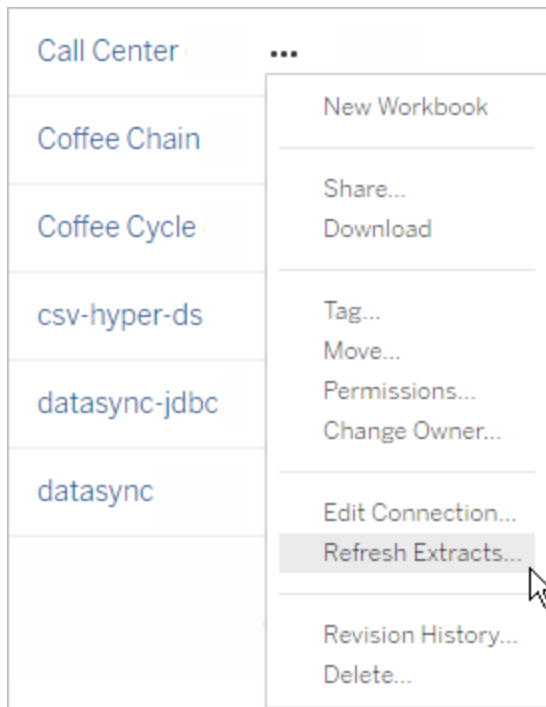 Call Center
•••
New Workbook
Coffee Chain
Share...
Coffee Cycle
Download
csv-hyper-ds
Tag...
Move...
datasync-jdbc
Permissions...
Change Owner...
datasync
Edit Connection...
Refresh Extracts...
Revision History...
Delete...